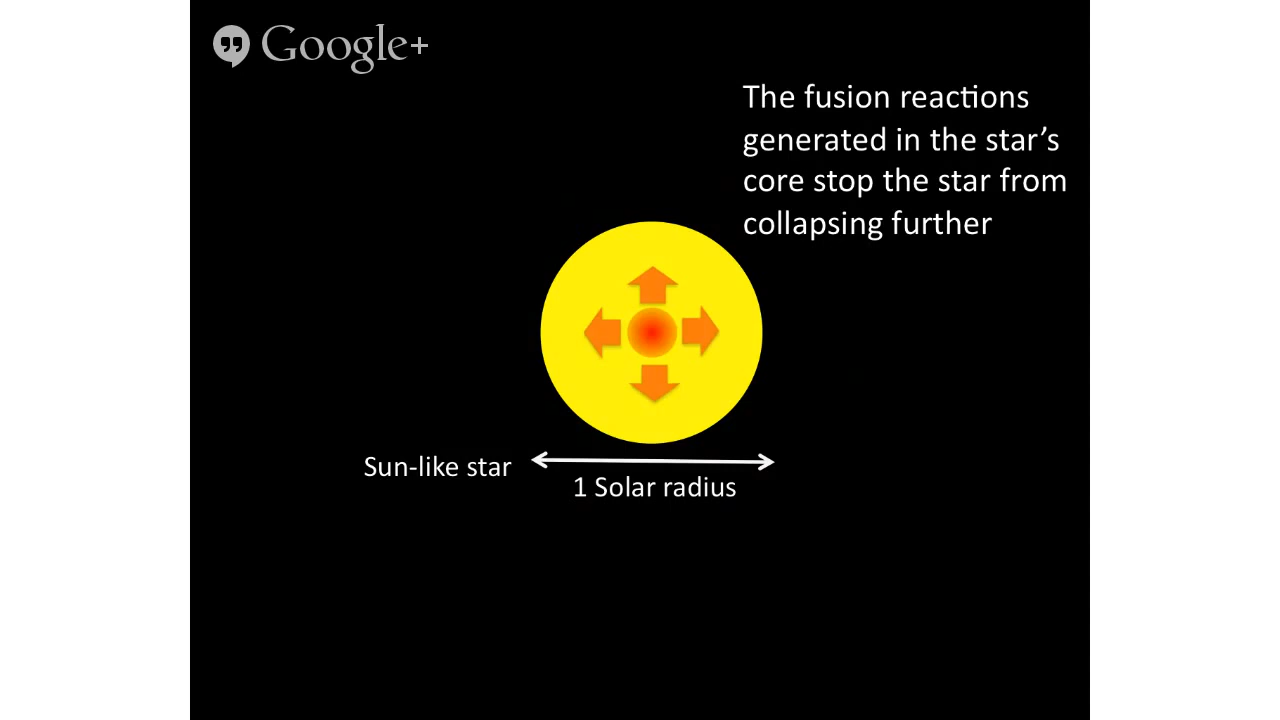 Google+
The fusion reactions
generated in the star’s
core stop the star from
collapsing further
Sun-like star
1 Solar radius